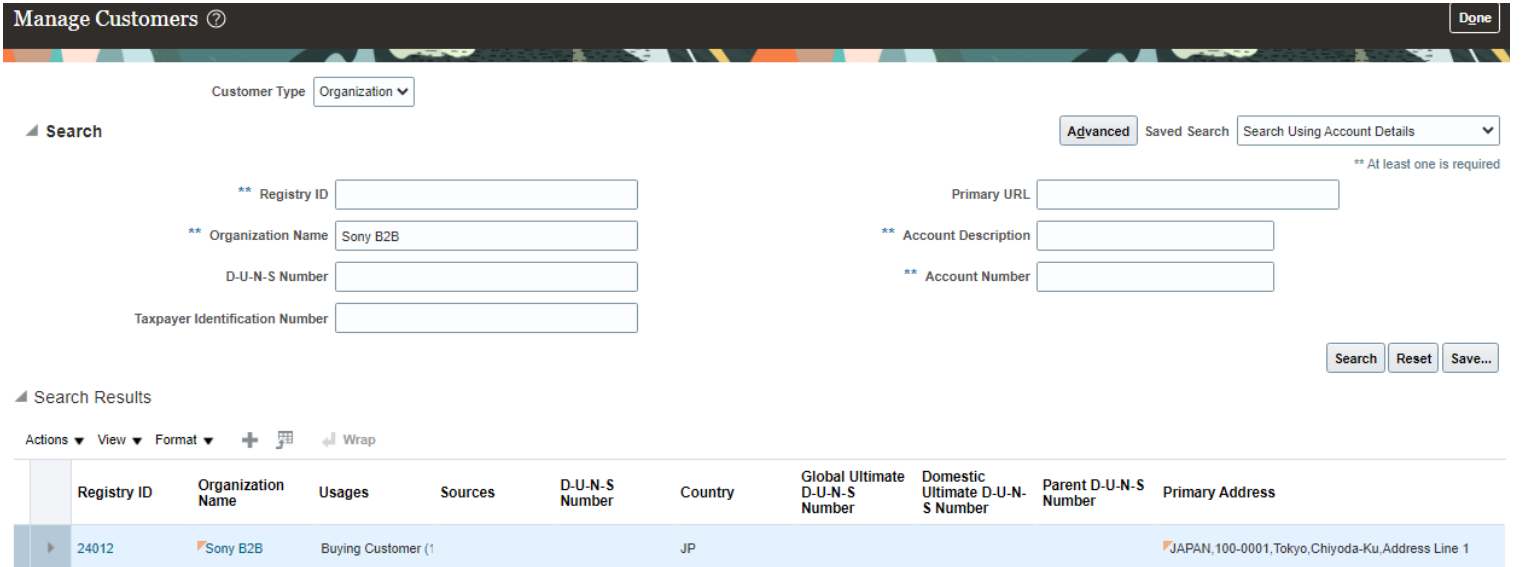 Manage Customers ?
Done
Customer Type Organization
Search
Advanced Saved Search Search Using Account Details
** At least one is required
** Registry ID Primary URL
** Organization Name Sony B2B ** Account Description
D-U-N-S Number ** Account Number
Taxpayer Identification Number
Search Reset Save...
Search Results
Actions View Format Wrap
Registry ID Organization Name Usages Sources D-U-N-S Number Country Global Ultimate D-U-N-S Number Domestic Ultimate D-U-N-S Number Parent D-U-N-S Number Primary Address
24012 Sony B2B Buying Customer (1 JP JAPAN,100-0001,Tokyo,Chiyoda-Ku,Address Line 1